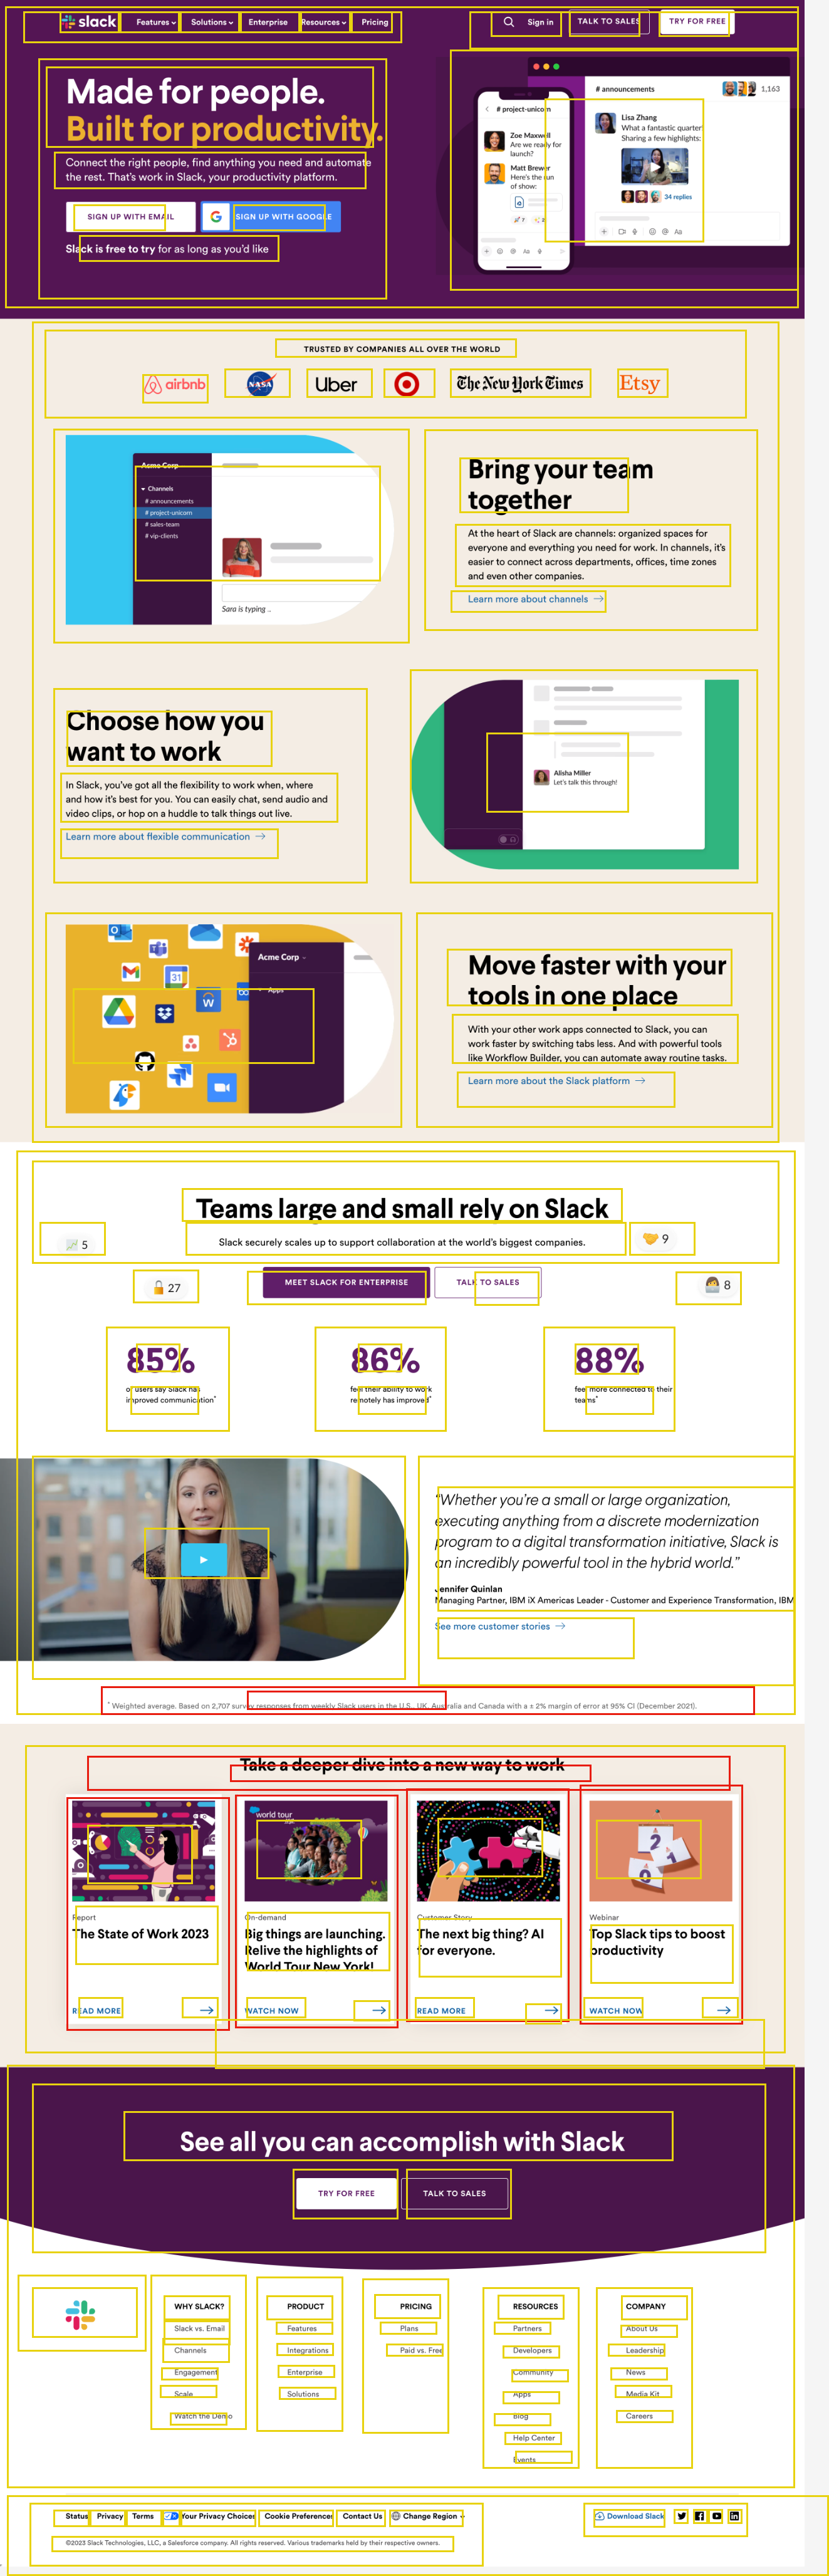 slack
Features
Solutions
Enterprise
Resources
Pricing
Sign in
TALK TO SALES
TRY FOR FREE
Made for people.
Built for productivity.
Connect the right people, find anything you need and automate
the rest. That's work in Slack, your productivity platform.
SIGN UP WITH EMAIL
SIGN UP WITH GOOGLE
Slack is free to try for as long as you'd like
# project-unicorn
Zoe Maxwell
Are we ready for
launch?
Matt Brewer
Here's the run
of show:
Aa
# announcements
1,163
Lisa Zhang
What a fantastic quarter!
Sharing a few highlights:
34 replies
Aa
TRUSTED BY COMPANIES ALL OVER THE WORLD
airbnb
NASA
Uber
The New York Times
Etsy
Acme Corp
Channels
# announcements
# project-unicorn
# sales-team
# vip-clients
Sara is typing ..
Bring your team
together
At the heart of Slack are channels: organized spaces for
everyone and everything you need for work. In channels, it's
easier to connect across departments, offices, time zones
and even other companies.
Learn more about channels
Choose how you
want to work
In Slack, you've got all the flexibility to work when, where
and how it's best for you. You can easily chat, send audio and
video clips, or hop on a huddle to talk things out live.
Learn more about flexible communication
Alisha Miller
Let's talk this through!
Acme Corp
Apps
31
Move faster with your
tools in one place
With your other work apps connected to Slack, you can
work faster by switching tabs less. And with powerful tools
like Workflow Builder, you can automate away routine tasks.
Learn more about the Slack platform
Teams large and small rely on Slack
Slack securely scales up to support collaboration at the world's biggest companies.
5
9
27
8
MEET SLACK FOR ENTERPRISE
TALK TO SALES
85%
of users say Slack has
improved communication*
86%
feel their ability to work
remotely has improved*
88%
feel more connected to their
teams*
"Whether you're a small or large organization,
executing anything from a discrete modernization
program to a digital transformation initiative, Slack is
an incredibly powerful tool in the hybrid world."
Jennifer Quinlan
Managing Partner, IBM iX Americas Leader - Customer and Experience Transformation, IBM
See more customer stories
* Weighted average. Based on 2,707 survey responses from weekly Slack users in the U.S., UK, Australia and Canada with a ± 2% margin of error at 95% CI (December 2021).
Take a deeper dive into a new way to work
world tour
Report
The State of Work 2023
READ MORE
On-demand
Big things are launching.
Relive the highlights of
World Tour New York!
WATCH NOW
Customer Story
The next big thing? AI
for everyone.
READ MORE
Webinar
Top Slack tips to boost
productivity
WATCH NOW
See all you can accomplish with Slack
TRY FOR FREE
TALK TO SALES
WHY SLACK?
Slack vs. Email
Channels
Engagement
Scale
Watch the Demo
PRODUCT
Features
Integrations
Enterprise
Solutions
PRICING
Plans
Paid vs. Free
RESOURCES
Partners
Developers
Community
Apps
Blog
Help Center
Events
COMPANY
About Us
Leadership
News
Media Kit
Careers
Status
Privacy
Terms
Your Privacy Choices
Cookie Preferences
Contact Us
Change Region
Download Slack
©2023 Slack Technologies, LLC, a Salesforce company. All rights reserved. Various trademarks held by their respective owners.